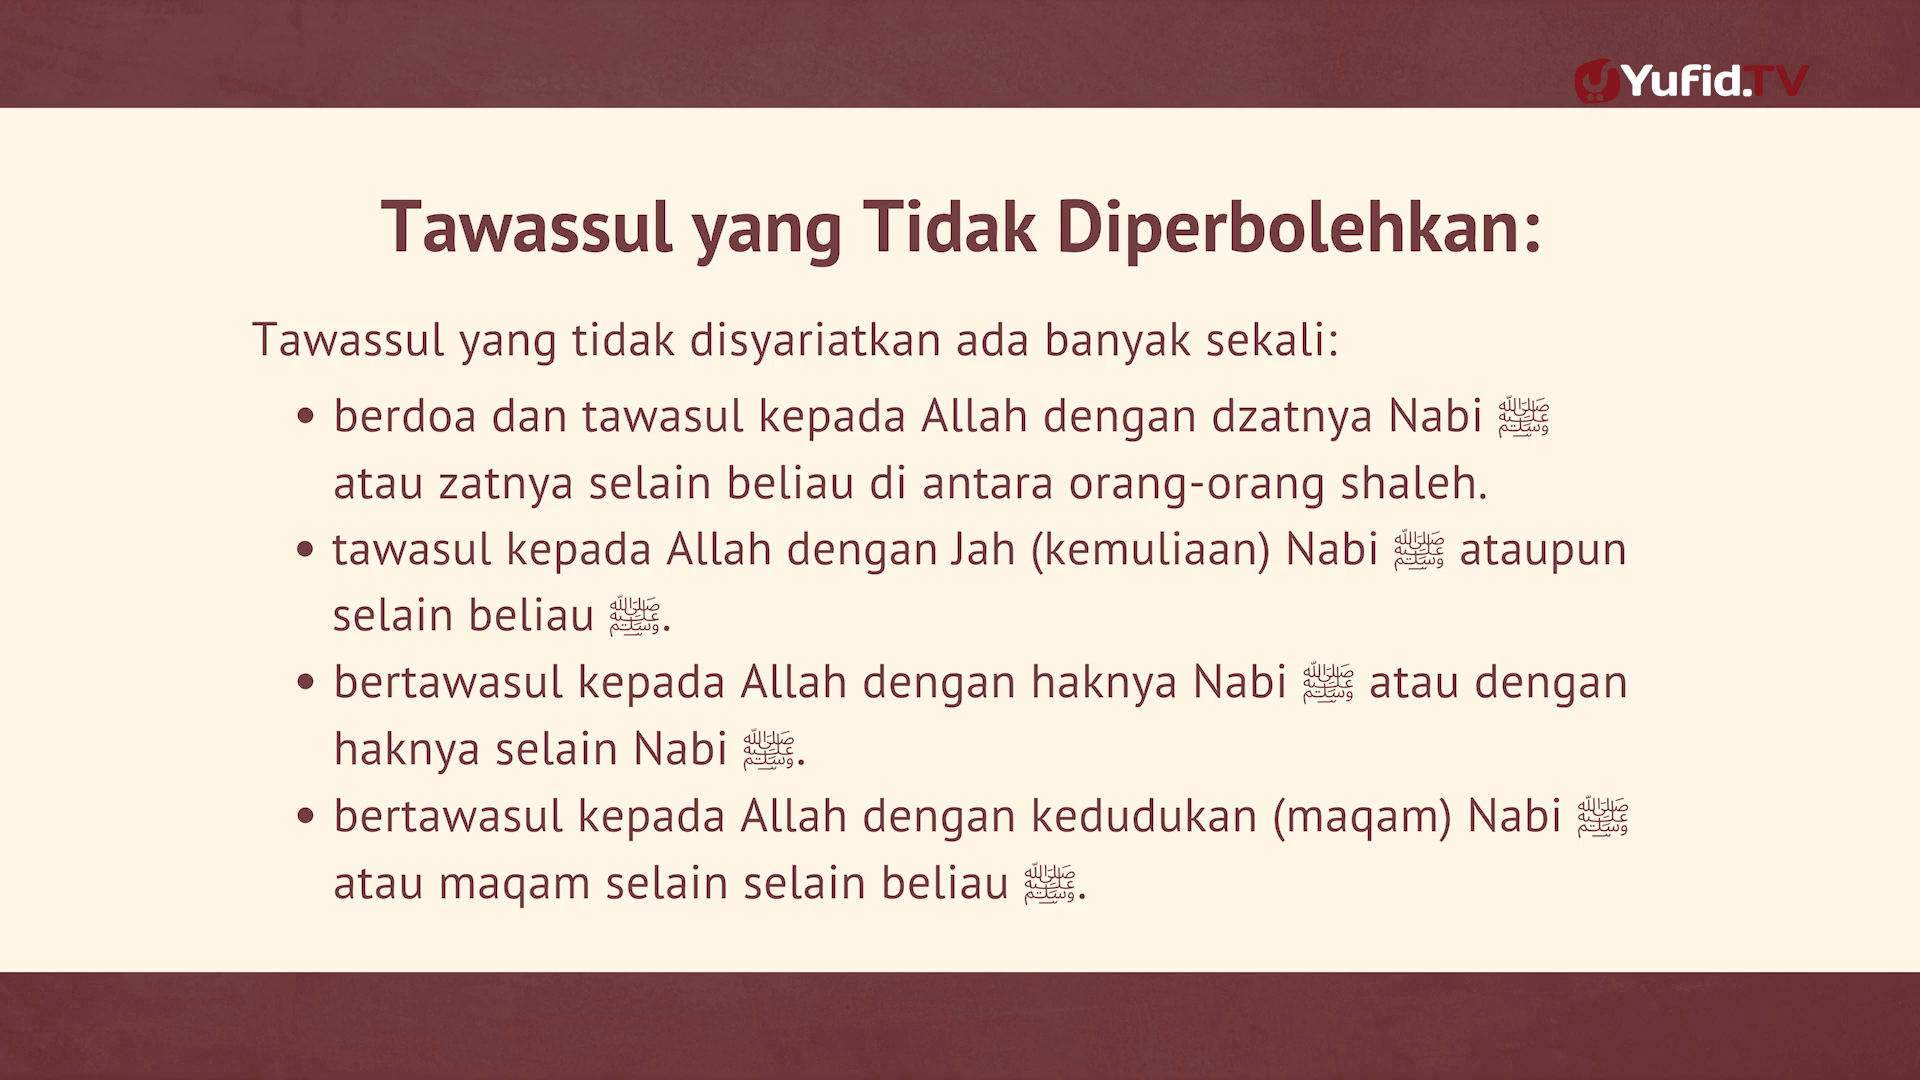 Yufid.TV
Tawassul yang Tidak Diperbolehkan:
Tawassul yang tidak disyariatkan ada banyak sekali:
• berdoa dan tawasul kepada Allah dengan dzatnya Nabi ﷺ
atau zatnya selain beliau di antara orang-orang shaleh.
• tawasul kepada Allah dengan Jah (kemuliaan) Nabi ﷺ ataupun
selain beliau ﷺ.
• bertawasul kepada Allah dengan haknya Nabi ﷺ atau dengan
haknya selain Nabi ﷺ.
• bertawasul kepada Allah dengan kedudukan (maqam) Nabi ﷺ
atau maqam selain selain beliau ﷺ.